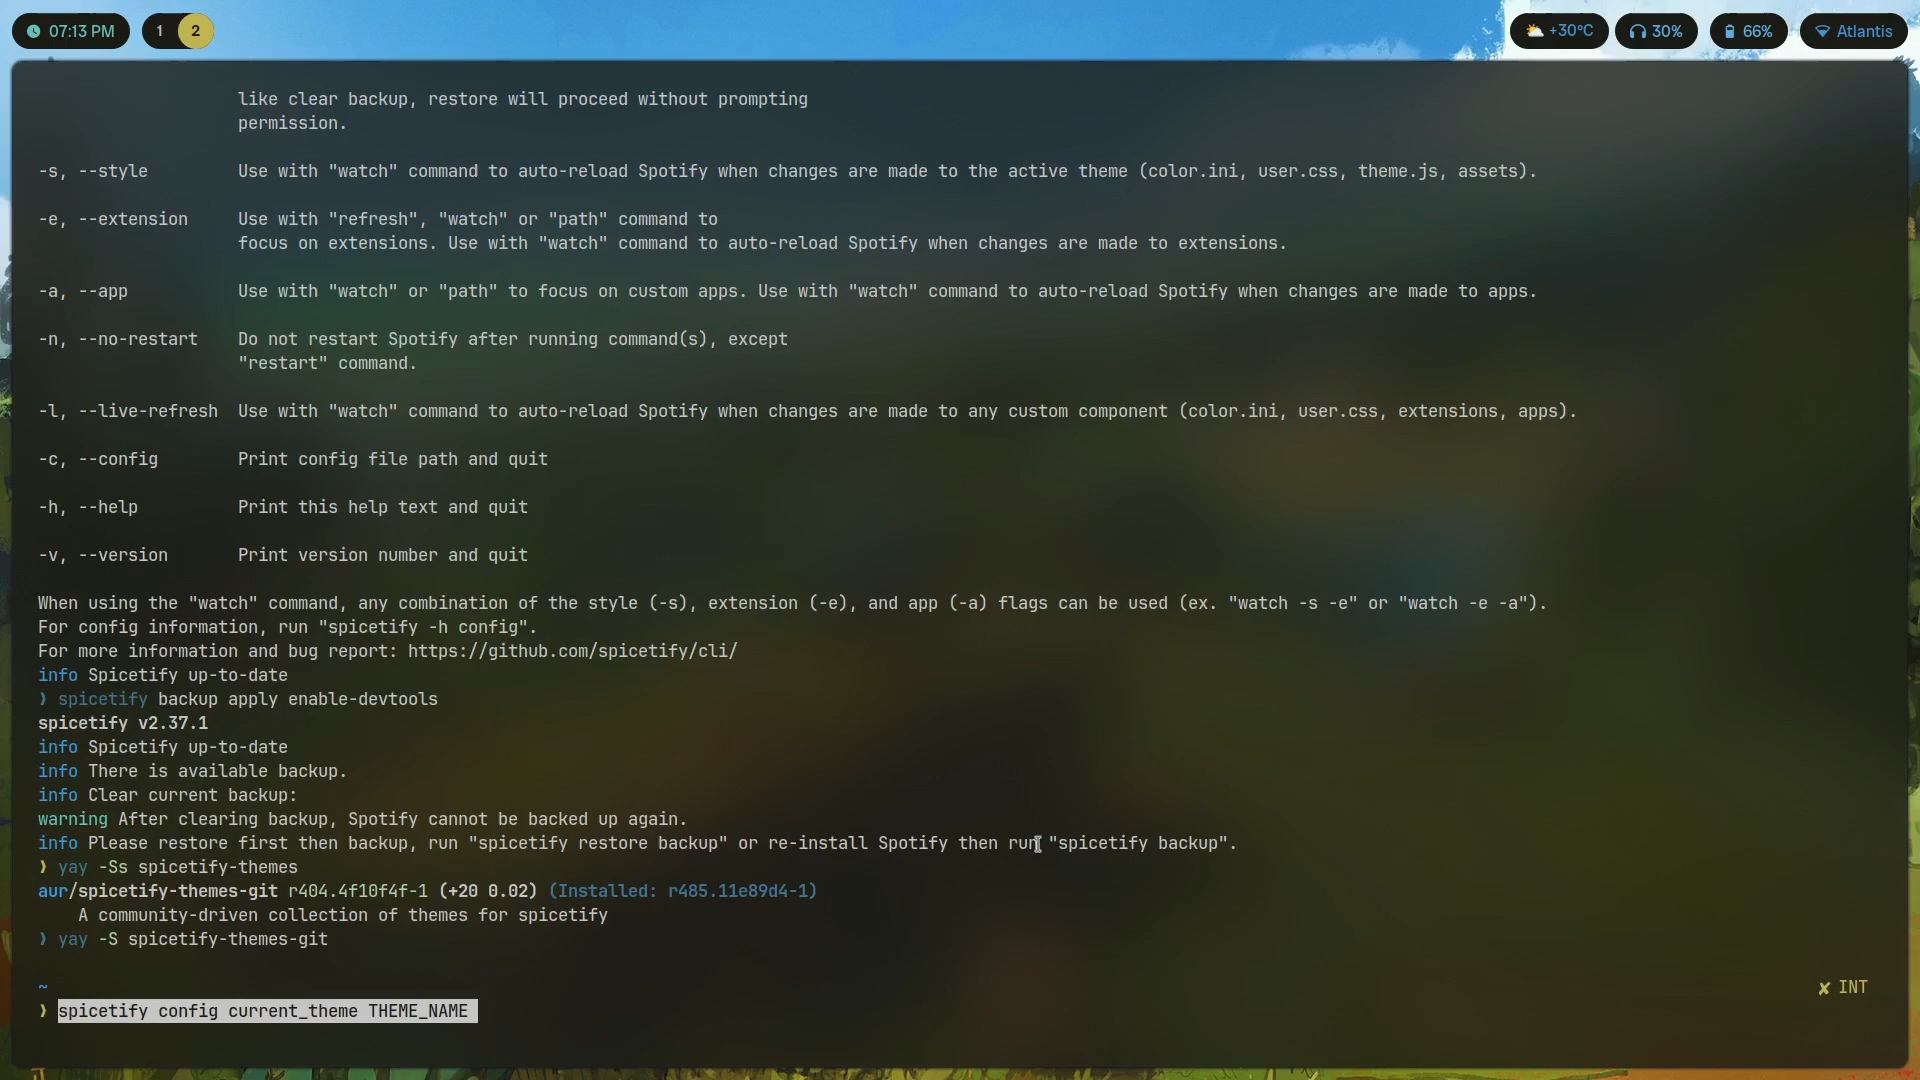 07:13 PM
1
2
+30°C
30%
66%
Atlantis
like clear backup, restore will proceed without prompting
permission.
-s, --style Use with "watch" command to auto-reload Spotify when changes are made to the active theme (color.ini, user.css, theme.js, assets).
-e, --extension Use with "refresh", "watch" or "path" command to
focus on extensions. Use with "watch" command to auto-reload Spotify when changes are made to extensions.
-a, --app Use with "watch" or "path" to focus on custom apps. Use with "watch" command to auto-reload Spotify when changes are made to apps.
-n, --no-restart Do not restart Spotify after running command(s), except
"restart" command.
-l, --live-refresh Use with "watch" command to auto-reload Spotify when changes are made to any custom component (color.ini, user.css, extensions, apps).
-c, --config Print config file path and quit
-h, --help Print this help text and quit
-v, --version Print version number and quit
When using the "watch" command, any combination of the style (-s), extension (-e), and app (-a) flags can be used (ex. "watch -s -e" or "watch -e -a").
For config information, run "spicetify -h config".
For more information and bug report: https://github.com/spicetify/cli/
info Spicetify up-to-date
❯ spicetify backup apply enable-devtools
spicetify v2.37.1
info Spicetify up-to-date
info There is available backup.
info Clear current backup:
warning After clearing backup, Spotify cannot be backed up again.
info Please restore first then backup, run "spicetify restore backup" or re-install Spotify then run "spicetify backup".
❯ yay -Ss spicetify-themes
aur/spicetify-themes-git r404.4f10f4f-1 (+20 0.02) (Installed: r485.11e89d4-1)
A community-driven collection of themes for spicetify
❯ yay -S spicetify-themes-git
~
✘ INT
❯ spicetify config current_theme THEME_NAME